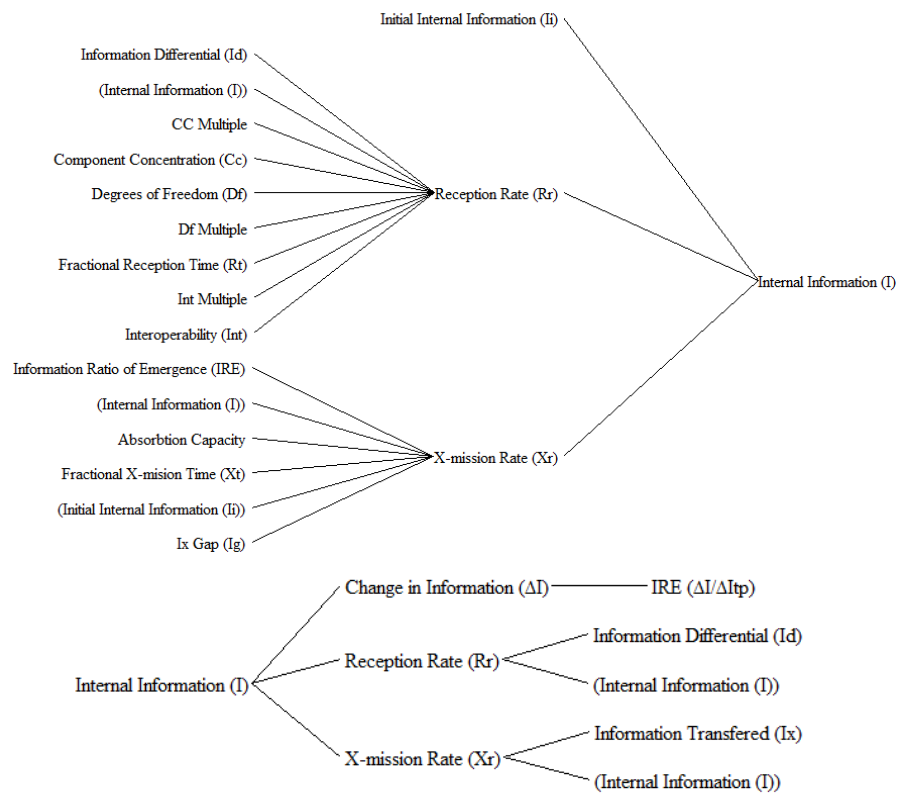 Initial Internal Information (Ii)
Information Differential (Id)
(Internal Information (I))
CC Multiple
Component Concentration (Cc)
Degrees of Freedom (Df)
Reception Rate (Rr)
Df Multiple
Fractional Reception Time (Rt)
Int Multiple
Internal Information (I)
Interoperability (Int)
Information Ratio of Emergence (IRE)
(Internal Information (I))
Absorbtion Capacity
X-mission Rate (Xr)
Fractional X-mision Time (Xt)
(Initial Internal Information (Ii))
Ix Gap (Ig)
Change in Information (ΔI)
IRE (ΔI/ΔItp)
Information Differential (Id)
Reception Rate (Rr)
Internal Information (I)
(Internal Information (I))
Information Transfered (Ix)
X-mission Rate (Xr)
(Internal Information (I))